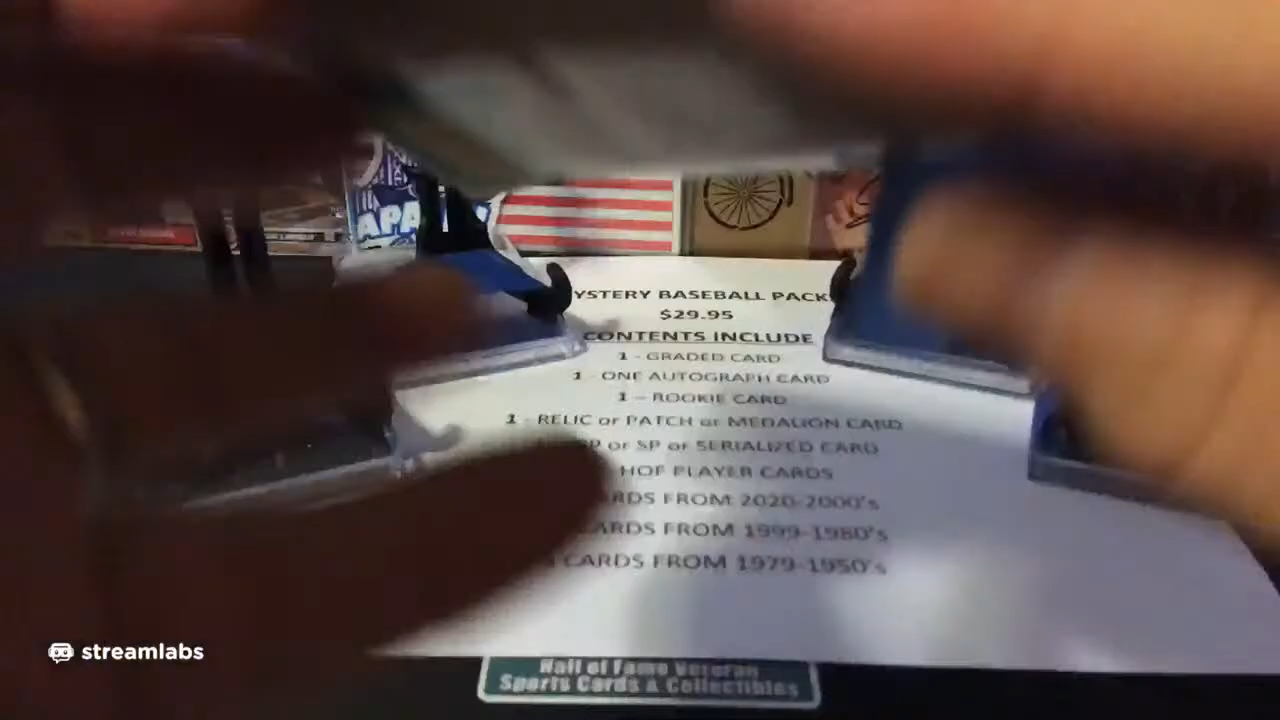 APA
YSTERY BASEBALL PACK
$29.95
CONTENTS INCLUDE
1 - GRADED CARD
1 - ONE AUTOGRAPH CARD
1 - ROOKIE CARD
1 - RELIC or PATCH or MEDALION CARD
P or SP or SERIALIZED CARD
HOF PLAYER CARDS
RDS FROM 2020-2000's
ARDS FROM 1999-1980's
CARDS FROM 1979-1950's
streamlabs
Hall of Fame Veteran
Sports Cards & Collectibles